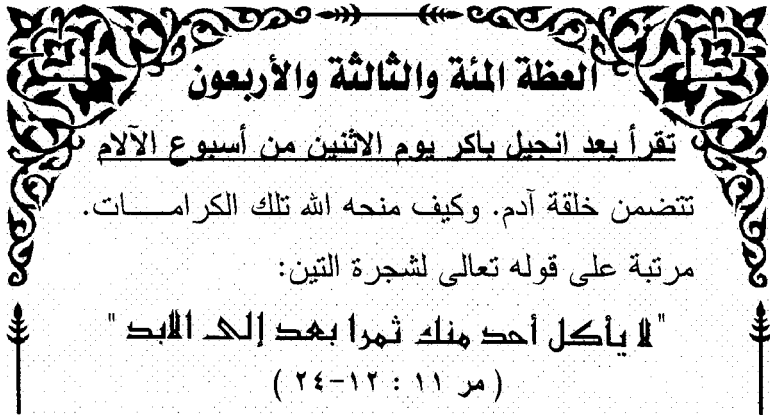 العظة المئة والثالثة والأربعون
تقرأ بعد انجيل باكر يوم الاثنين من أسبوع الآلام
تتضمن خلقة آدم. وكيف منحه الله تلك الكرامـــات.
مرتبة على قوله تعالى لشجرة التين:
"لا يأكل أحد منك ثمرا بعد إلى الأبد "
( مر ١١ : ١٢-٢٤ )